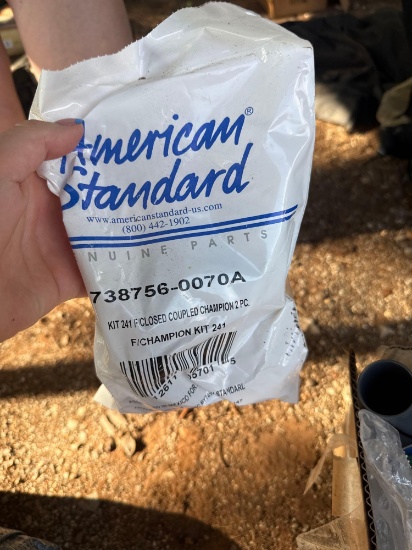 American®
Standard
www.americanstandard-us.com
(800) 442-1902
NUINE PARTS
738756-0070A
KIT 241 F/CLOSED COUPLED CHAMPION 2 PC.
F/CHAMPION KIT 241